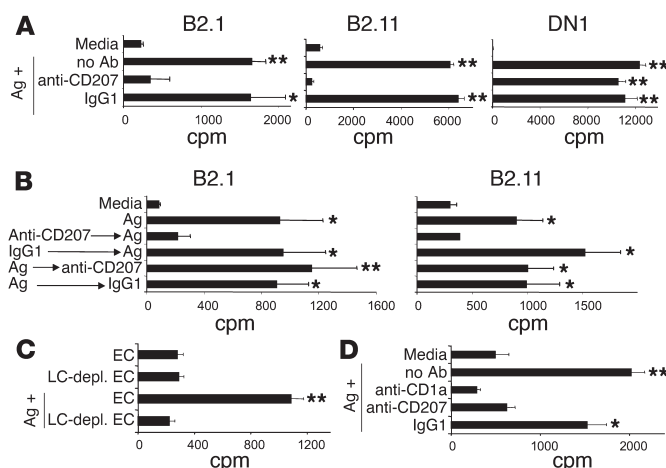 A
B2.1 B2.11 DN1
Media
no Ab **  ** **
Ag + anti-CD207 **
IgG1 * ** **
0 1000 2000 0 2000 4000 6000 0 4000 8000 12000
cpm cpm cpm
B
B2.1 B2.11
Media
Ag * *
Anti-CD207 → Ag
IgG1 → Ag * *
Ag → anti-CD207 ** *
Ag → IgG1 * *
0 400 800 1200 1600 0 500 1000 1500
cpm cpm
C
EC
LC-depl. EC
Ag + EC **
LC-depl. EC
0 400 800 1200
cpm
D
Media
no Ab **
Ag + anti-CD1a
anti-CD207
IgG1 *
0 1000 2000
cpm